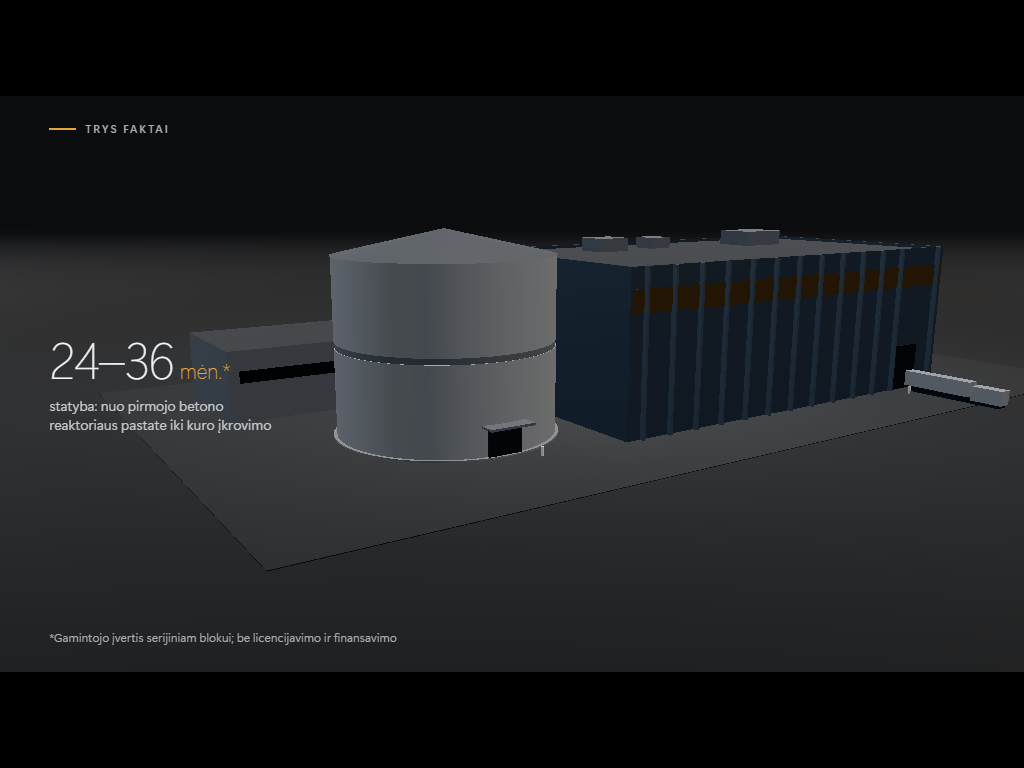 TRYS FAKTAI
24–36 mėn.*
statyba: nuo pirmojo betono
reaktoriaus pastate iki kuro įkrovimo
*Gamintojo įvertis serijiniam blokui; be licencijavimo ir finansavimo